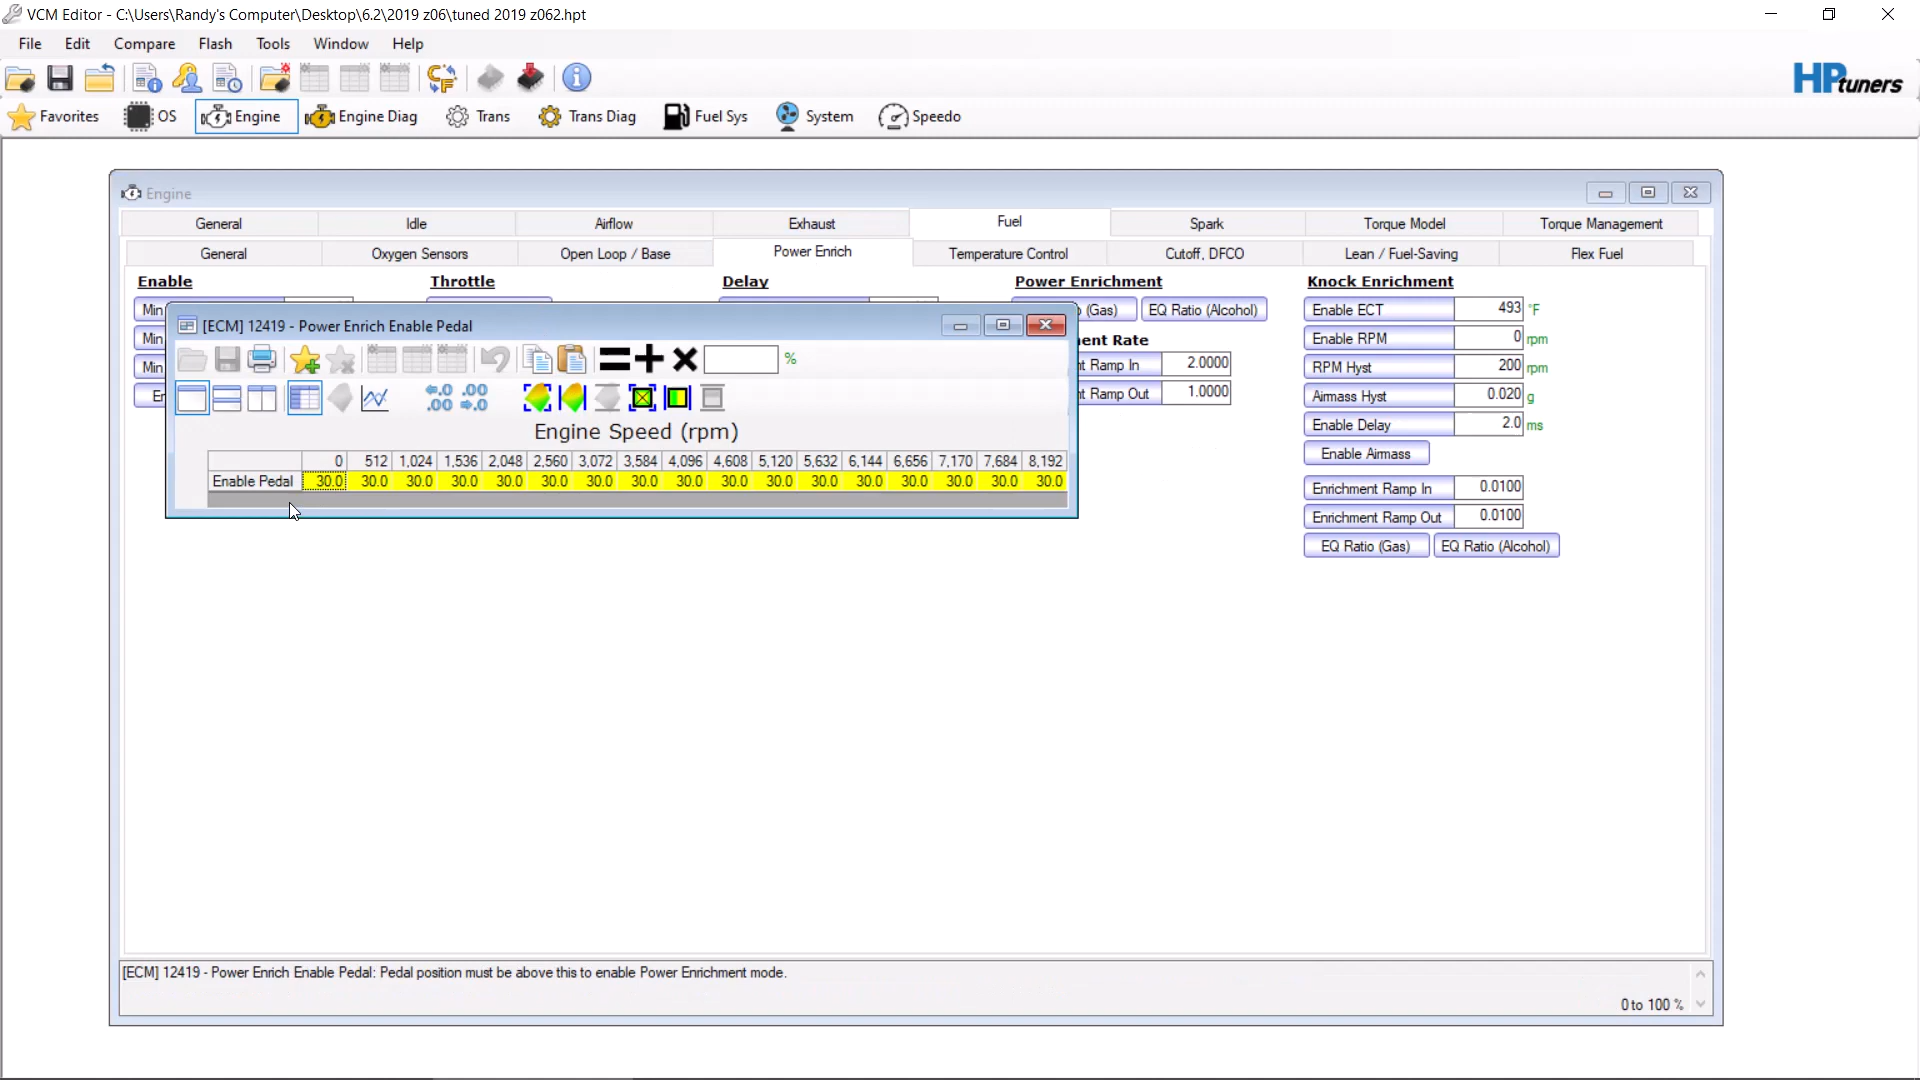 VCM Editor - C:\Users\Randy's Computer\Desktop\6.2\2019 z06\tuned 2019 z062.hpt
File Edit Compare Flash Tools Window Help
HPtuners
Favorites OS Engine Engine Diag Trans Trans Diag Fuel Sys System Speedo
Engine
General Idle Airflow Exhaust Fuel Spark Torque Model Torque Management
General Oxygen Sensors Open Loop / Base Power Enrich Temperature Control Cutoff, DFCO Lean / Fuel-Saving Flex Fuel
Enable Throttle Delay Power Enrichment Knock Enrichment
Min (Gas) EQ Ratio (Alcohol) Enable ECT 493 °F
Min ent Rate Enable RPM 0 rpm
Min t Ramp In 2.0000 RPM Hyst 200 rpm
En t Ramp Out 1.0000 Airmass Hyst 0.020 g
Enable Delay 2.0 ms
Enable Airmass
Enrichment Ramp In 0.0100
Enrichment Ramp Out 0.0100
EQ Ratio (Gas) EQ Ratio (Alcohol)
[ECM] 12419 - Power Enrich Enable Pedal
%
.0 .00
.00 .0
Engine Speed (rpm)
0 512 1,024 1,536 2,048 2,560 3,072 3,584 4,096 4,608 5,120 5,632 6,144 6,656 7,170 7,684 8,192
Enable Pedal 30.0 30.0 30.0 30.0 30.0 30.0 30.0 30.0 30.0 30.0 30.0 30.0 30.0 30.0 30.0 30.0 30.0
[ECM] 12419 - Power Enrich Enable Pedal: Pedal position must be above this to enable Power Enrichment mode.
0 to 100 %